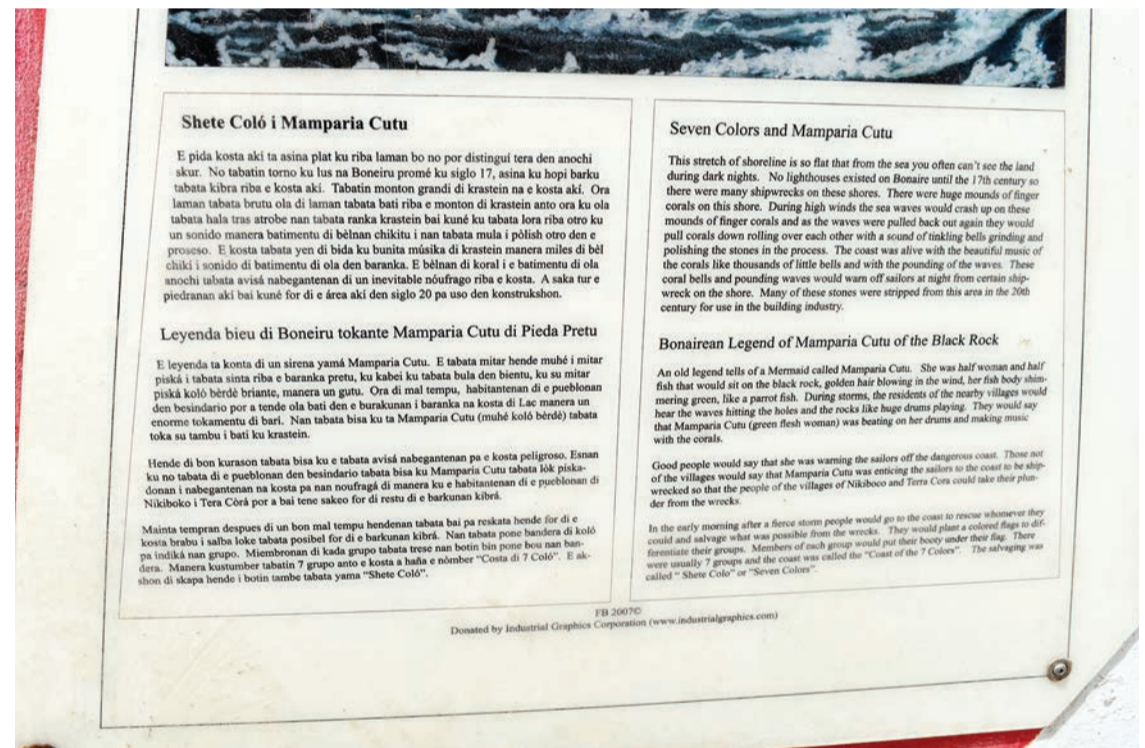 Shete Coló i Mamparia Cutu
E pida kosta akí ta asina plat ku riba laman bo no por distinguí tera den anochi
skur. No tabatin torno ku lus na Boneiru promé ku siglo 17, asina ku hopi barku
tabata kibra riba e kosta akí. Tabatin monton grandi di krastein na e kosta akí. Ora
laman tabata brutu ola di laman tabata bati riba e monton di krastein anto ora ku ola
tabata hala tras atrobe nan tabata ranka krastein bai kuné ku tabata lora riba otro ku
un sonido manera batimentu di bèlnan chikitu i nan tabata mula i pòlish otro den e
proseso. E kosta tabata yen di bida ku bunita músika di krastein manera miles di bèl
chikí i sonido di batimentu di ola den baranka. E bèlnan di koral i e batimentu di ola
anochi tabata avisá nabegantenan di un inevitable nóufrago riba e kosta. A saka tur e
piedranan akí bai kuné for di e área akí den siglo 20 pa uso den konstrukshon.
Leyenda bieu di Boneiru tokante Mamparia Cutu di Pieda Pretu
E leyenda ta konta di un sirena yamá Mamparia Cutu. E tabata mitar hende muhé i mitar
piská i tabata sinta riba e baranka pretu, ku kabei ku tabata bula den bientu, ku su mitar
piská koló bèrdè briante, manera un gutu. Ora di mal tempu, habitantenan di e pueblonan
den besindario por a tende ola bati den e burakunan i baranka na kosta di Lac manera un
enorme tokamentu di bari. Nan tabata bisa ku ta Mamparia Cutu (muhé koló bèrdè) tabata
toka su tambu i bati ku krastein.
Hende di bon kurason tabata bisa ku e tabata avisá nabegantenan pa e kosta peligroso. Esnan
ku no tabata di e pueblonan den besindario tabata bisa ku Mamparia Cutu tabata lòk piska-
donan i nabegantenan na kosta pa nan noufragá di manera ku e habitantenan di e pueblonan di
Nikiboko i Tera Còrá por a bai tene sakeo for di restu di e barkunan kibrá.
Mainta tempran despues di un bon mal tempu hendenan tabata bai pa reskata hende for di e
kosta brabu i salba loke tabata posibel for di e barkunan kibrá. Nan tabata pone bandera di koló
pa indiká nan grupo. Miembronan di kada grupo tabata trese nan botin bin pone bou nan ban-
dera. Manera kustumber tabatin 7 grupo anto e kosta a haña e nòmber “Costa di 7 Coló”. E ak-
shon di skapa hende i botin tambe tabata yama “Shete Coló”.
Seven Colors and Mamparia Cutu
This stretch of shoreline is so flat that from the sea you often can't see the land
during dark nights. No lighthouses existed on Bonaire until the 17th century so
there were many shipwrecks on these shores. There were huge mounds of finger
corals on this shore. During high winds the sea waves would crash up on these
mounds of finger corals and as the waves were pulled back out again they would
pull corals down rolling over each other with a sound of tinkling bells grinding and
polishing the stones in the process. The coast was alive with the beautiful music of
the corals like thousands of little bells and with the pounding of the waves. These
coral bells and pounding waves would warn off sailors at night from certain ship-
wreck on the shore. Many of these stones were stripped from this area in the 20th
century for use in the building industry.
Bonairean Legend of Mamparia Cutu of the Black Rock
An old legend tells of a Mermaid called Mamparia Cutu. She was half woman and half
fish that would sit on the black rock, golden hair blowing in the wind, her fish body shim-
mering green, like a parrot fish. During storms, the residents of the nearby villages would
hear the waves hitting the holes and the rocks like huge drums playing. They would say
that Mamparia Cutu (green flesh woman) was beating on her drums and making music
with the corals.
Good people would say that she was warning the sailors off the dangerous coast. Those not
of the villages would say that Mamparia Cutu was enticing the sailors to the coast to be ship-
wrecked so that the people of the villages of Nikiboco and Terra Cora could take their plun-
der from the wrecks.
In the early morning after a fierce storm people would go to the coast to rescue whomever they
could and salvage what was possible from the wrecks. They would plant a colored flags to dif-
ferentiate their groups. Members of each group would put their booty under their flag. There
were usually 7 groups and the coast was called the “Coast of the 7 Colors”. The salvaging was
called “ Shete Colo” or “Seven Colors”.
FB 2007©
Donated by Industrial Graphics Corporation (www.industrialgraphics.com)